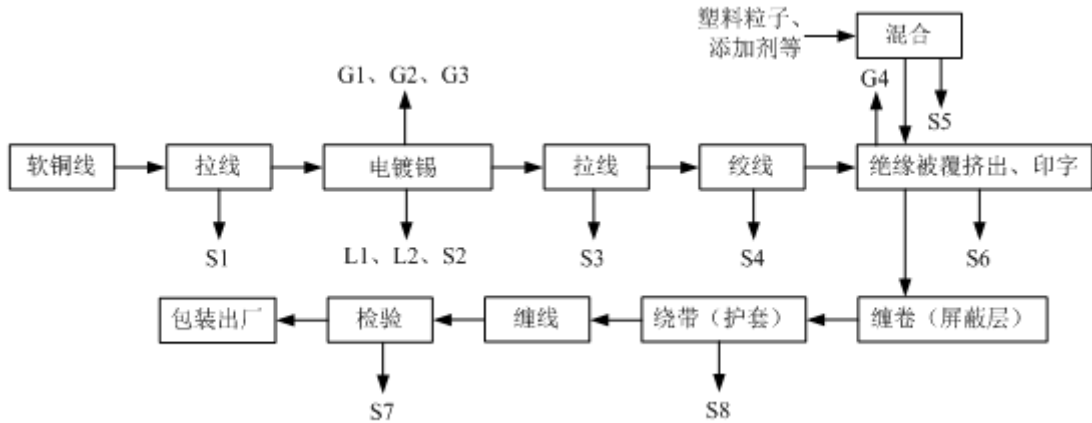 塑料粒子、
添加剂等
混合
G1、G2、G3
G4
S5
软铜线
拉线
电镀锡
拉线
绞线
绝缘被覆挤出、印字
S1
L1、L2、S2
S3
S4
S6
包装出厂
检验
缠线
绕带（护套）
缠卷（屏蔽层）
S7
S8